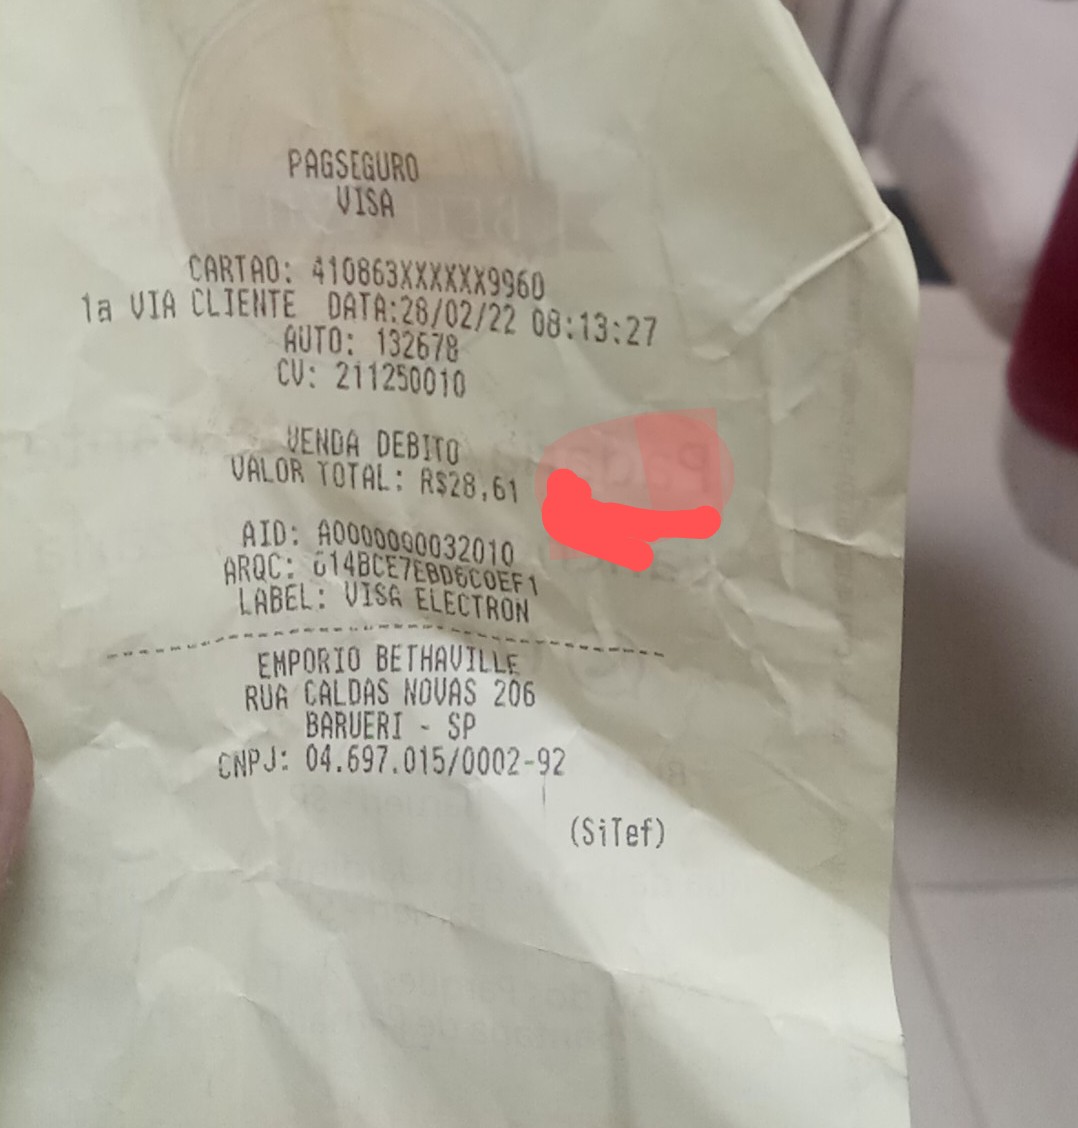 PAGSEGURO
VISA
CARTAO: 410863XXXXXX9960
1a VIA CLIENTE DATA:28/02/22 08:13:27
AUTO: 132678
CV: 211250010
VENDA DEBITO
VALOR TOTAL: R$28,61
AID: A0000000032010
ARQC: 614BCE7EBD6C0EF1
LABEL: VISA ELECTRON
EMPORIO BETHAVILLE
RUA CALDAS NOVAS 206
BARUERI - SP
CNPJ: 04.697.015/0002-92
(SiTef)